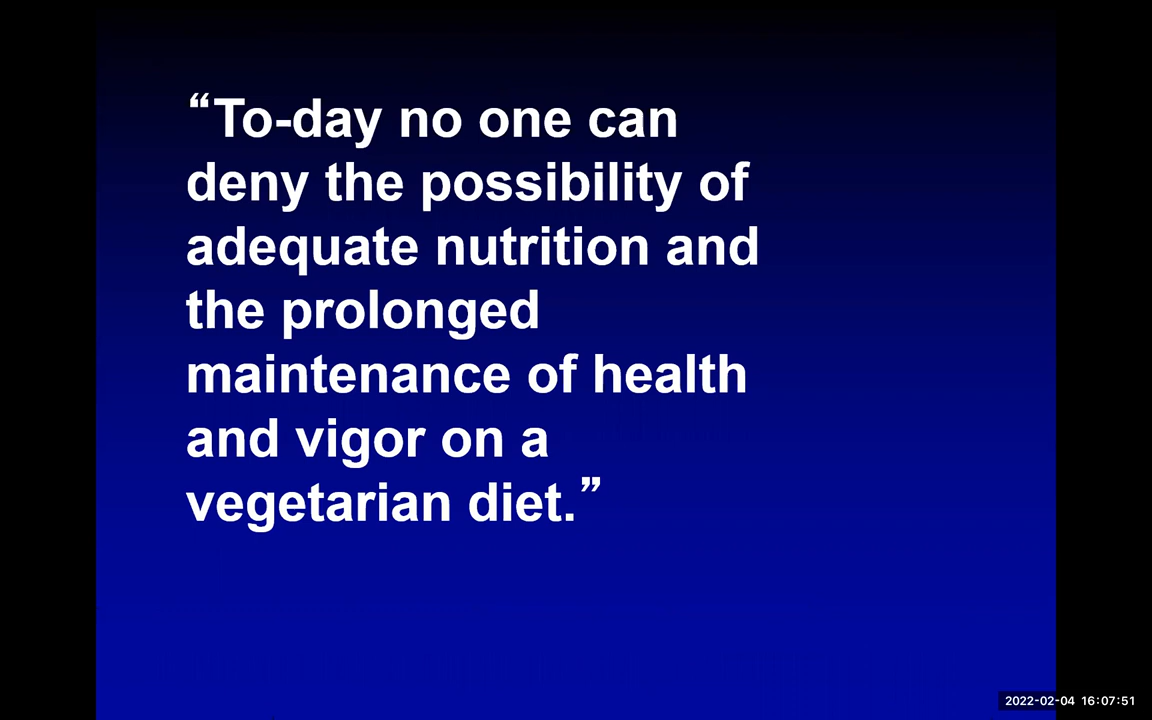 “To-day no one can
deny the possibility of
adequate nutrition and
the prolonged
maintenance of health
and vigor on a
vegetarian diet.”
2022-02-04 16:07:51